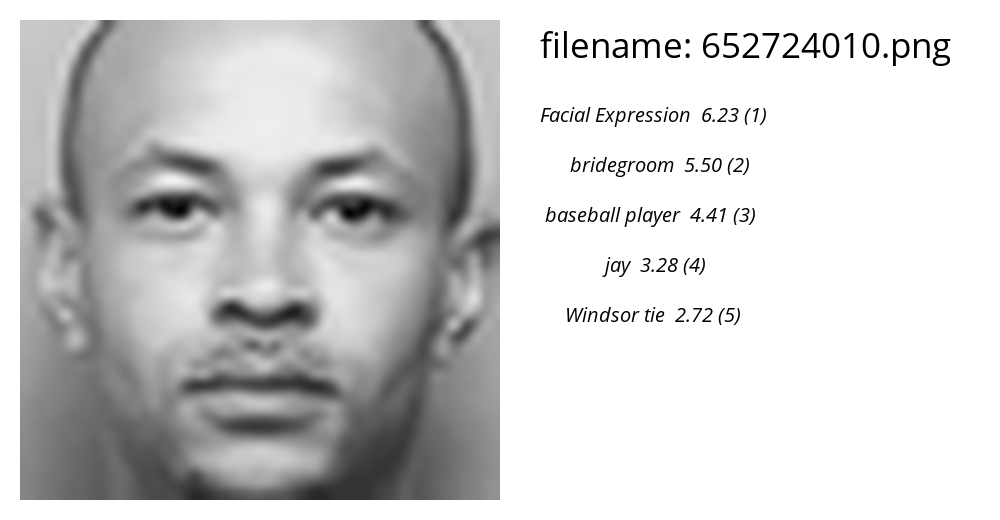 filename: 652724010.png
Facial Expression 6.23 (1)
bridegroom 5.50 (2)
baseball player 4.41 (3)
jay 3.28 (4)
Windsor tie 2.72 (5)